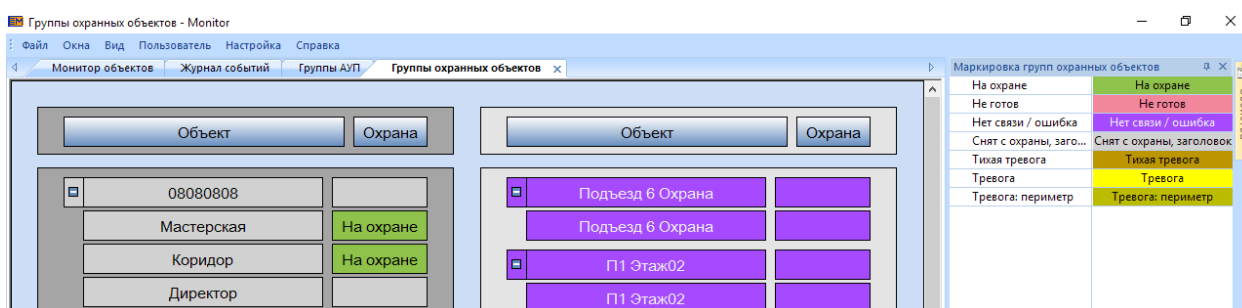 Группы охранных объектов - Monitor
Файл Окна Вид Пользователь Настройка Справка
Монитор объектов Журнал событий Группы АУП Группы охранных объектов
Объект Охрана
08080808
Мастерская На охране
Коридор На охране
Директор
Объект Охрана
Подъезд 6 Охрана
Подъезд 6 Охрана
П1 Этаж02
П1 Этаж02
Маркировка групп охранных объектов
На охране На охране
Не готов Не готов
Нет связи / ошибка Нет связи / ошибка
Снят с охраны, заго... Снят с охраны, заголовок
Тихая тревога Тихая тревога
Тревога Тревога
Тревога: периметр Тревога: периметр